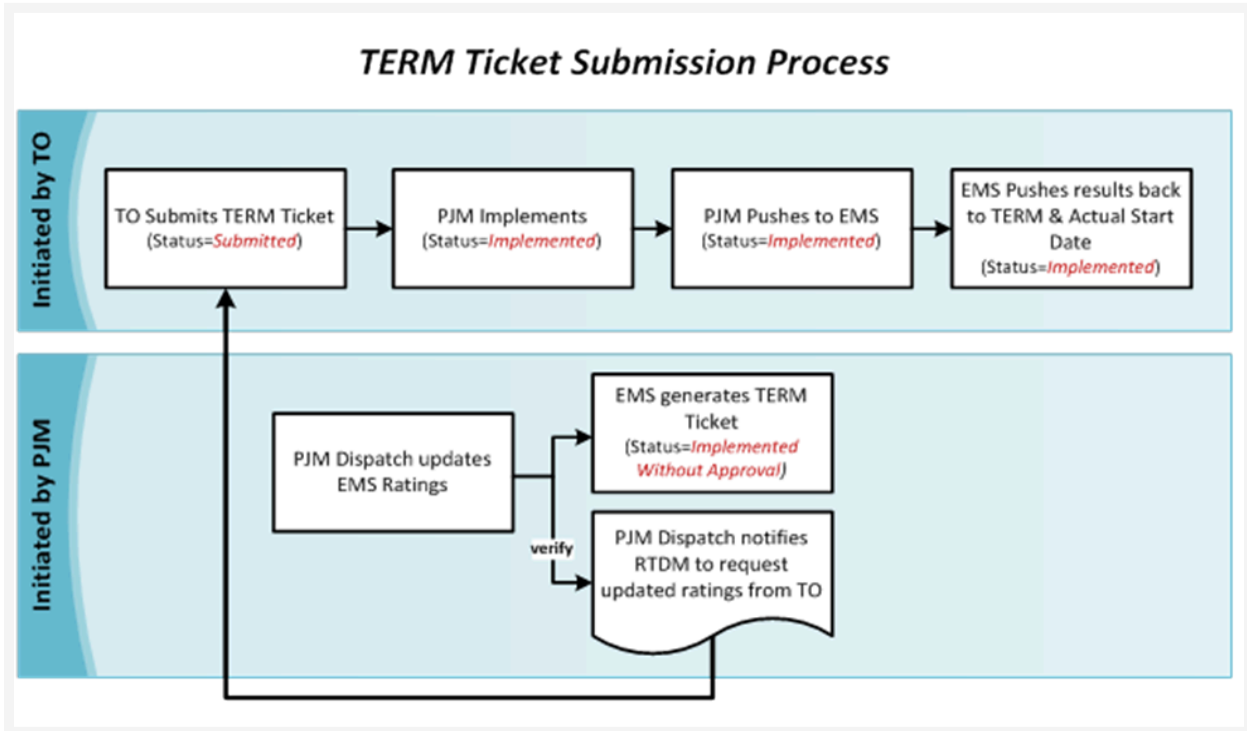 TERM Ticket Submission Process
Initiated by TO
TO Submits TERM Ticket
(Status=Submitted)
PJM Implements
(Status=Implemented)
PJM Pushes to EMS
(Status=Implemented)
EMS Pushes results back
to TERM & Actual Start
Date
(Status=Implemented)
Initiated by PJM
PJM Dispatch updates
EMS Ratings
EMS generates TERM
Ticket
(Status=Implemented
Without Approval)
verify
PJM Dispatch notifies
RTDM to request
updated ratings from TO